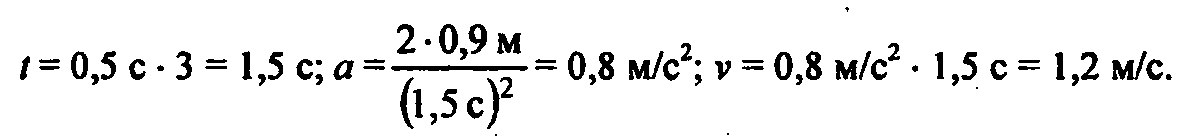 t = 0,5 с · 3 = 1,5 с; a = \frac{2 · 0,9 м}{(1,5 с)^2} = 0,8 м/с²; v = 0,8 м/с² · 1,5 с = 1,2 м/с.